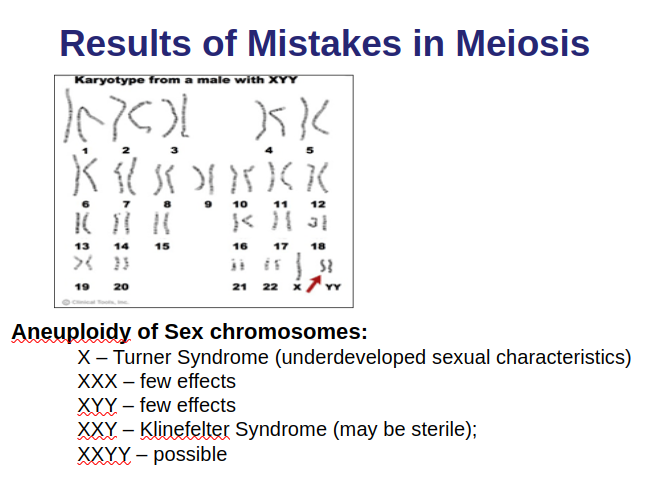 Results of Mistakes in Meiosis
Karyotype from a male with XYY
1 2 3 4 5
6 7 8 9 10 11 12
13 14 15 16 17 18
19 20 21 22 X YY
© Clinical Tools, Inc.
Aneuploidy of Sex chromosomes:
X – Turner Syndrome (underdeveloped sexual characteristics)
XXX – few effects
XYY – few effects
XXY – Klinefelter Syndrome (may be sterile);
XXYY – possible